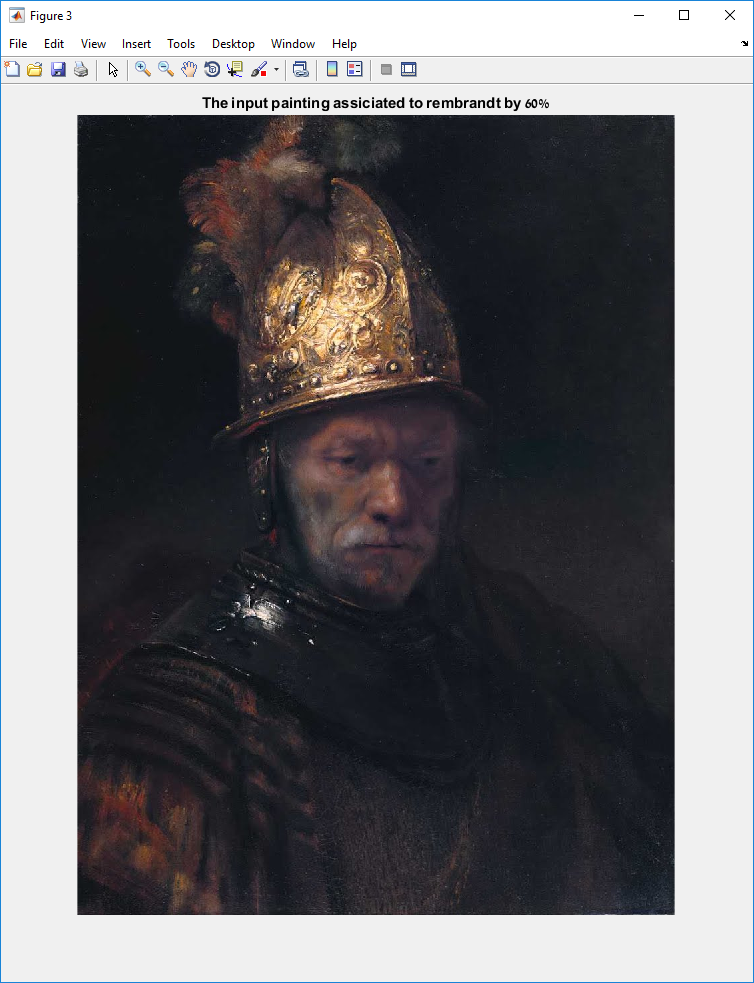 Figure 3
File Edit View Insert Tools Desktop Window Help
The input painting assiciated to rembrandt by 60%